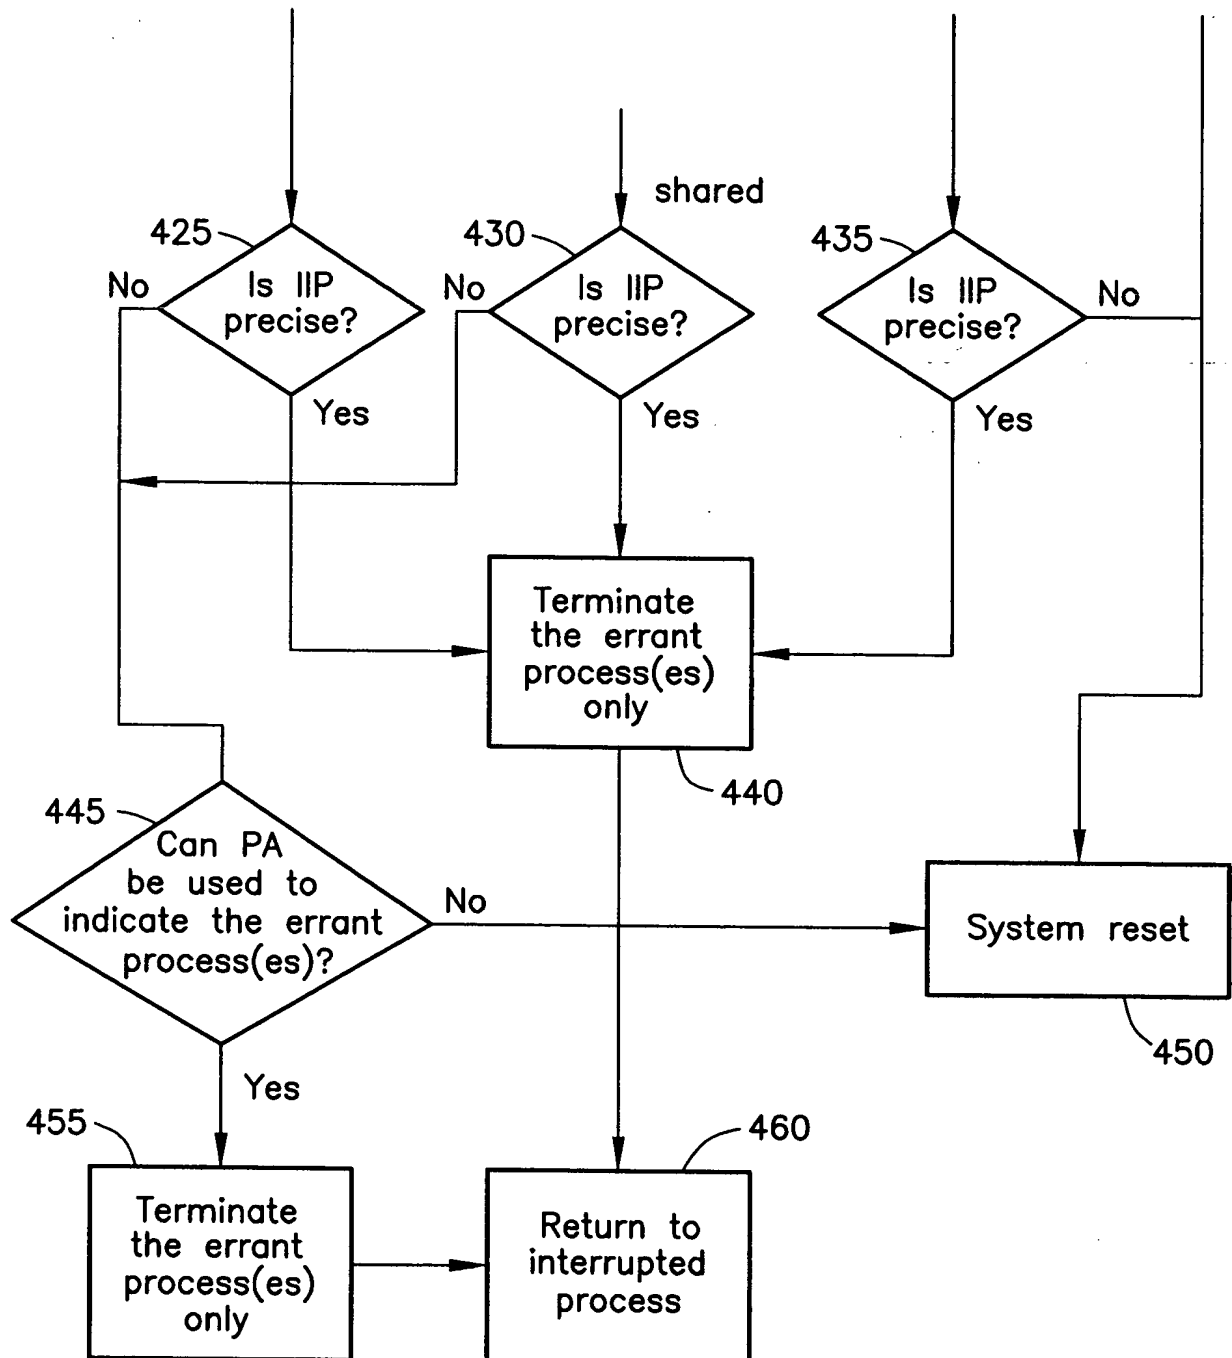 shared
425
430
435
No
Is IIP
precise?
Yes
No
Is IIP
precise?
Yes
Is IIP
precise?
No
Yes
Terminate
the errant
process(es)
only
440
445
Can PA
be used to
indicate the errant
process(es)?
No
Yes
System reset
450
455
Terminate
the errant
process(es)
only
460
Return to
interrupted
process